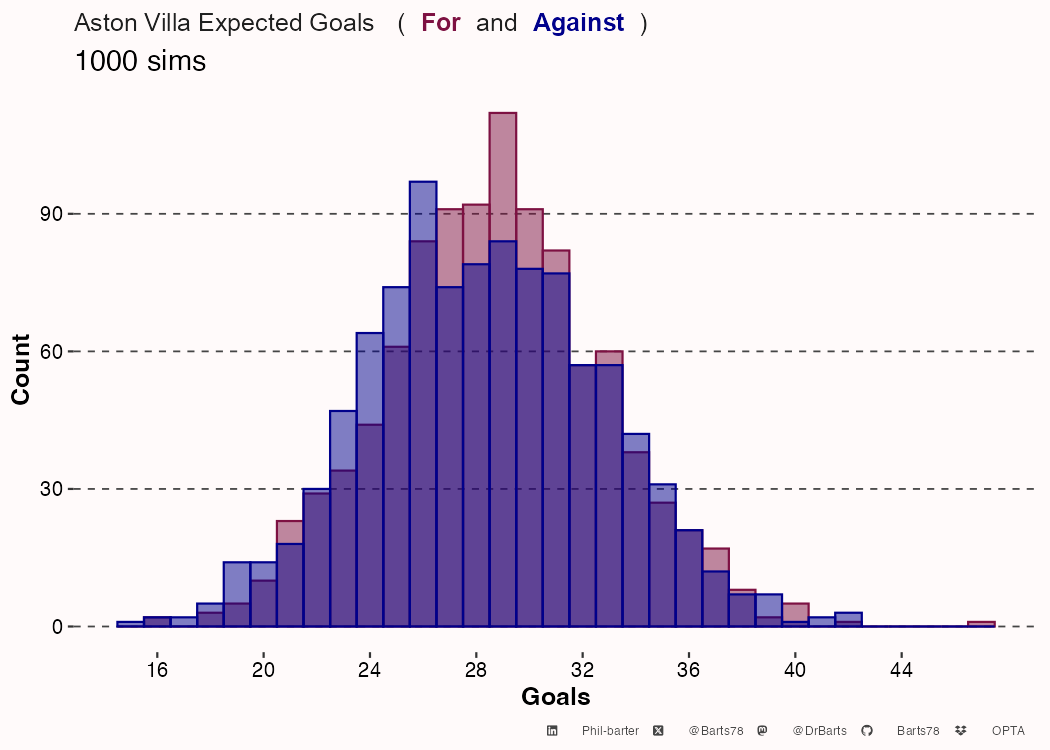 Aston Villa Expected Goals ( For and Against )
1000 sims
Count
90
60
30
0
16 20 24 28 32 36 40 44
Goals
Phil-barter @Barts78 @DrBarts Barts78 OPTA